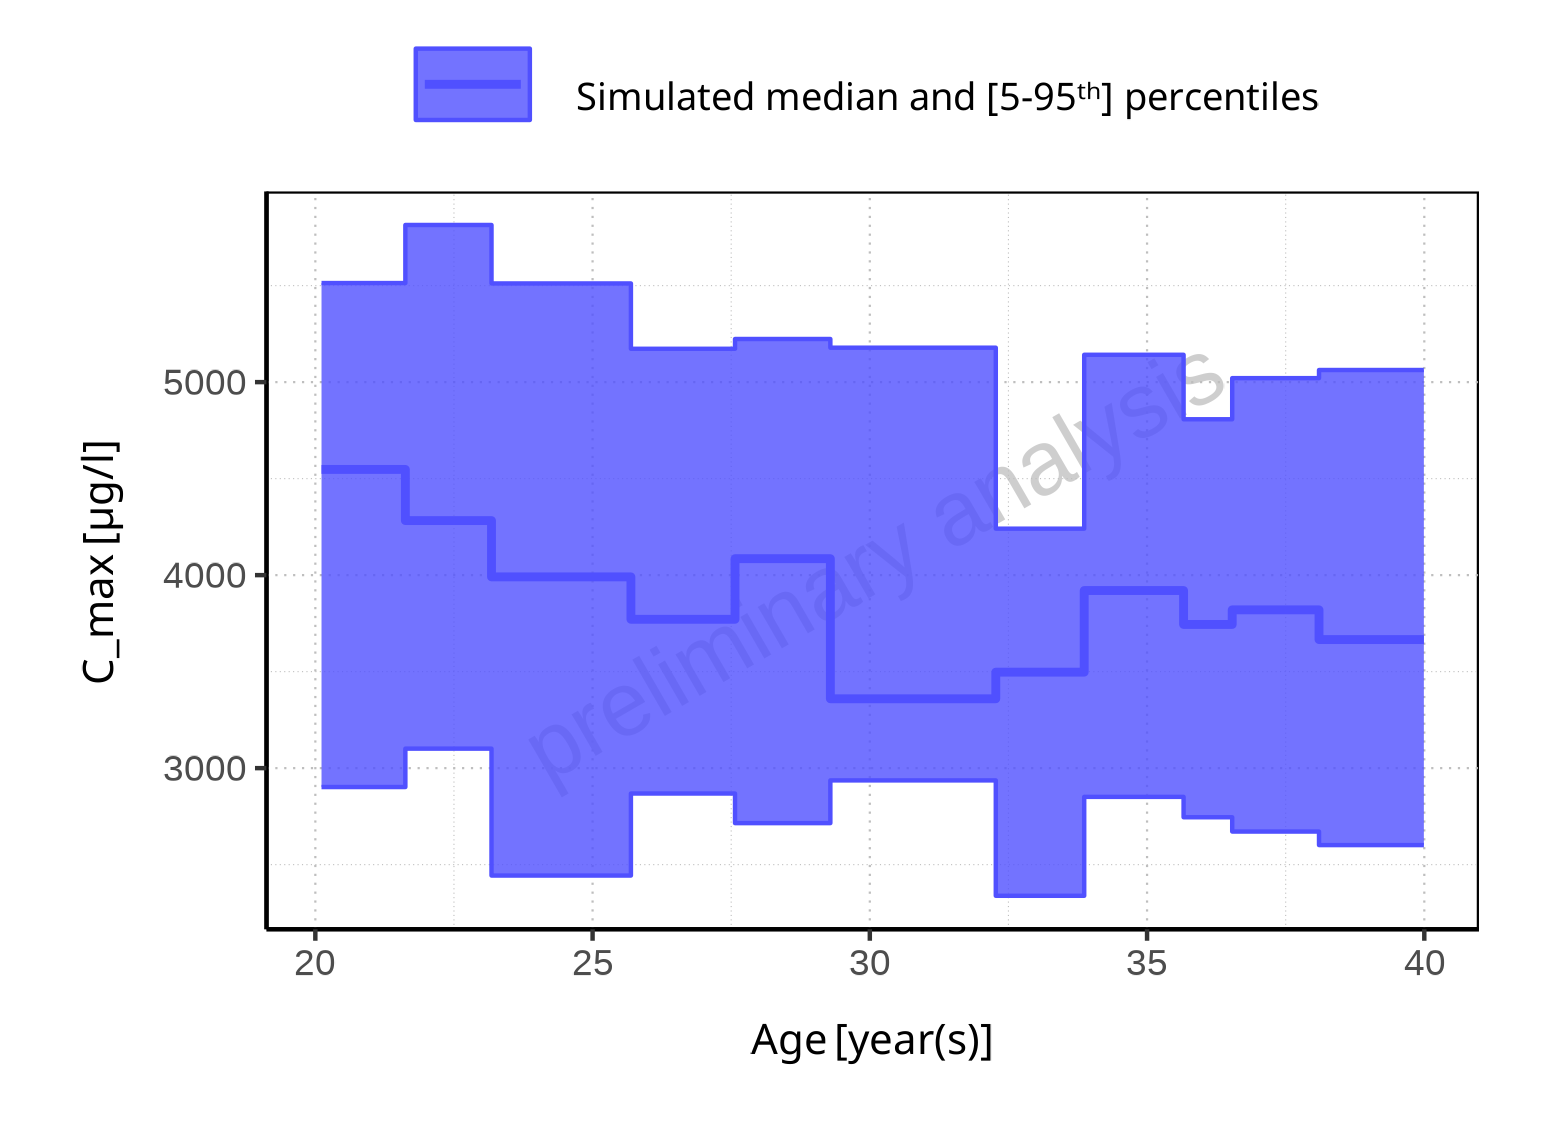 Simulated median and [5-95ᵗʰ] percentiles
C_max [µg/l]
5000
4000
3000
preliminary analysis
20 25 30 35 40
Age [year(s)]